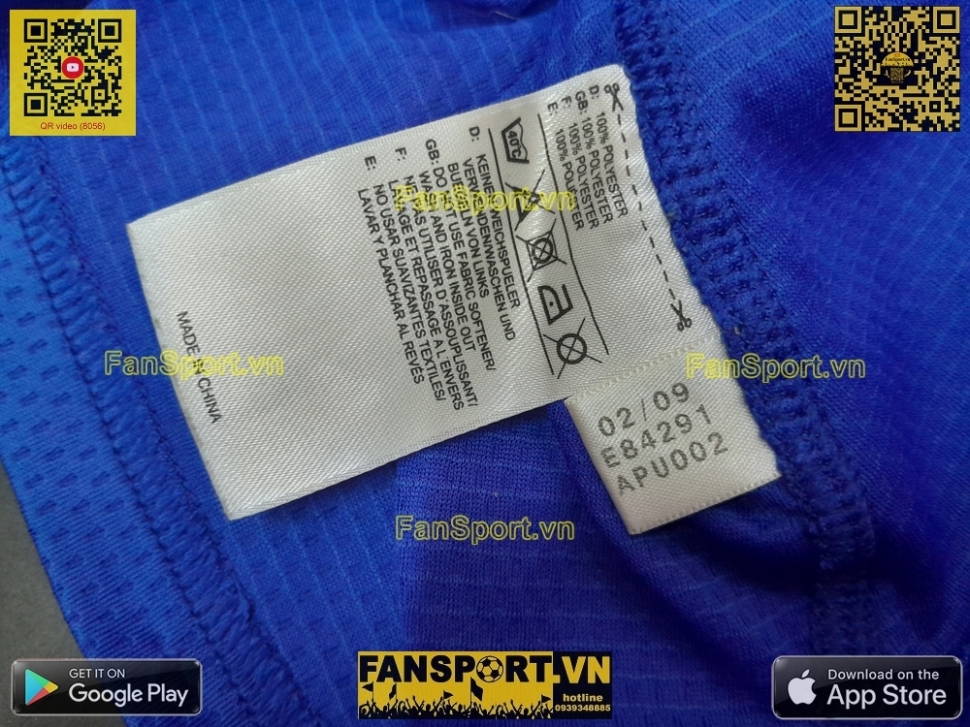 QR video (8056)
FanSport.vn
D: 100% POLYESTER
GB: 100% POLYESTER
F: 100% POLYESTER
E: 100% POLYESTER
40°C
D: KEINEN WEICHSPUELER
VERWENDEN/WASCHEN UND
BUEGELN VON LINKS
GB: DO NOT USE FABRIC SOFTENER/
WASH AND IRON INSIDE OUT
F: NE PAS UTILISER D'ASSOUPLISSANT/
LAVAGE ET REPASSAGE A L'ENVERS
E: NO USAR SUAVIZANTES TEXTILES/
LAVAR Y PLANCHAR AL REVÉS
MADE IN CHINA
02/09
E84291
APU002
FanSport.vn
FanSport.vn
FanSport.vn
GET IT ON
Google Play
FANSPORT.VN
hotline
0939348885
Download on the
App Store